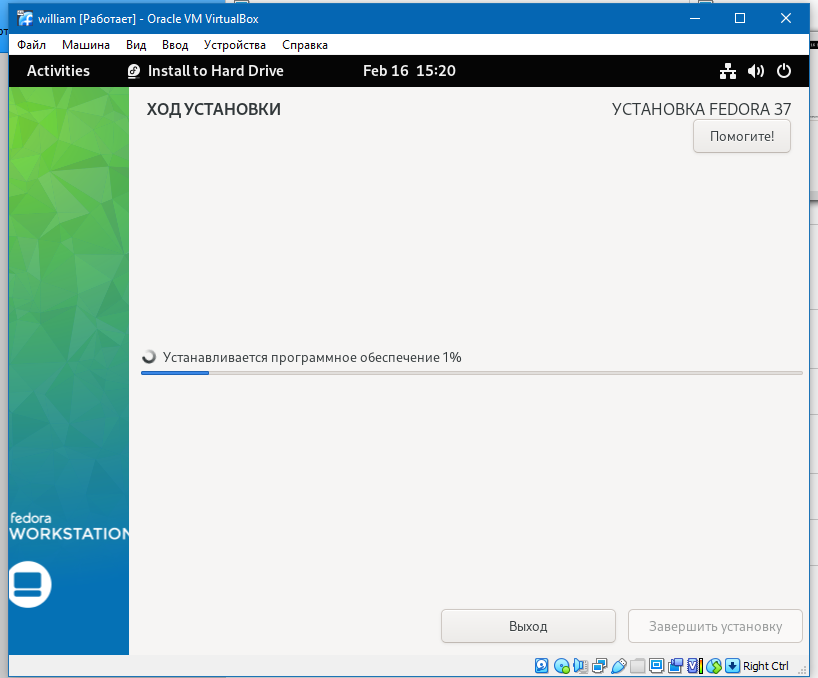 william [Работает] - Oracle VM VirtualBox
Файл Машина Вид Ввод Устройства Справка
Activities Install to Hard Drive Feb 16 15:20
ХОД УСТАНОВКИ УСТАНОВКА FEDORA 37
Помогите!
Устанавливается программное обеспечение 1%
fedora
WORKSTATION
Выход Завершить установку
Right Ctrl